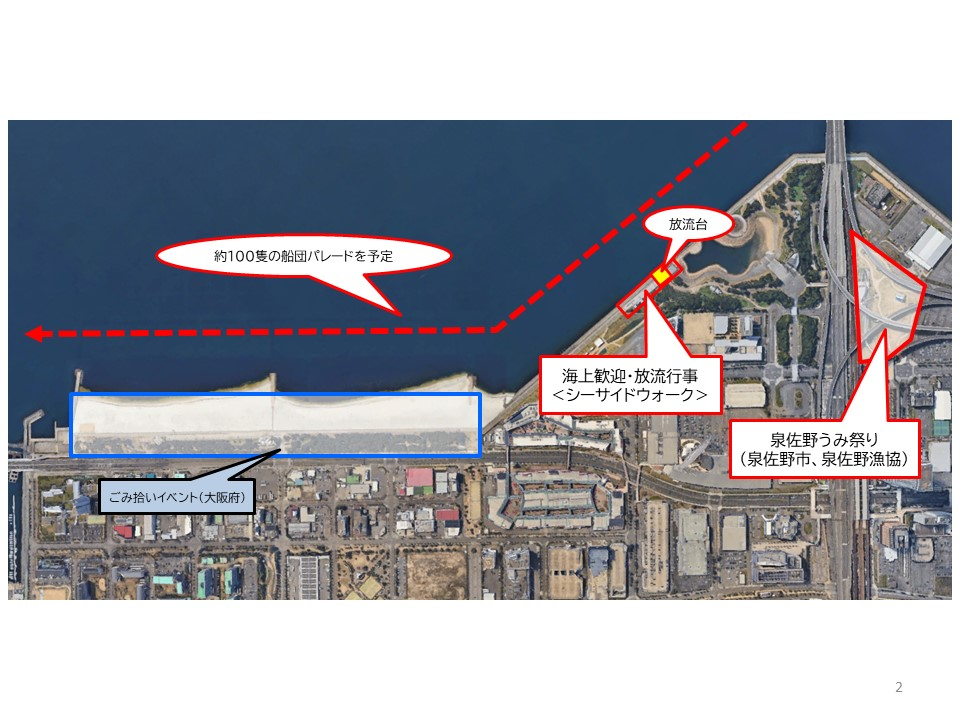 放流台
約100隻の船団パレードを予定
海上歓迎・放流行事
＜シーサイドウォーク＞
泉佐野うみ祭り
（泉佐野市、泉佐野漁協）
ごみ拾いイベント（大阪府）
2